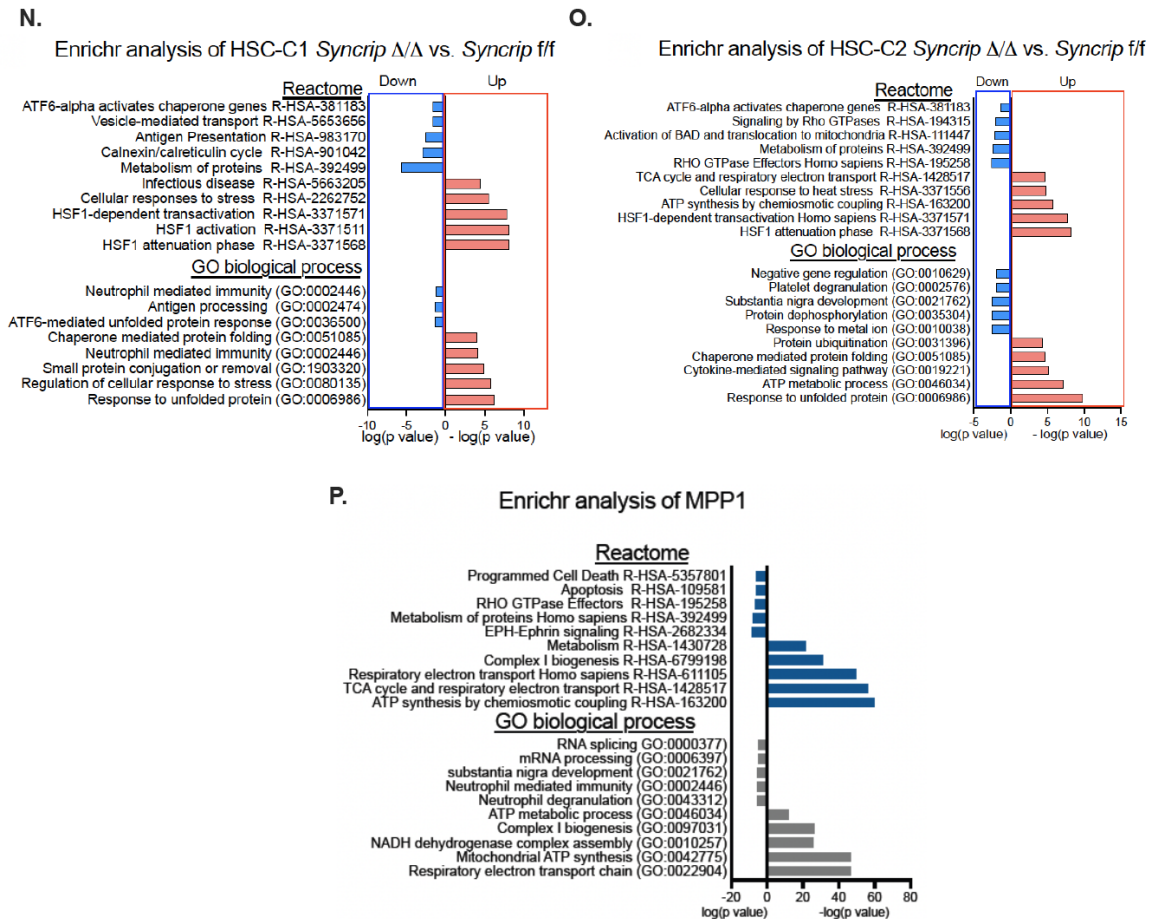 N.
Enrichr analysis of HSC-C1 Syncrip Δ/Δ vs. Syncrip f/f
Reactome
Down
Up
ATF6-alpha activates chaperone genes R-HSA-381183
Vesicle-mediated transport R-HSA-5653656
Antigen Presentation R-HSA-983170
Calnexin/calreticulin cycle R-HSA-901042
Metabolism of proteins R-HSA-392499
Infectious disease R-HSA-5663205
Cellular responses to stress R-HSA-2262752
HSF1-dependent transactivation R-HSA-3371571
HSF1 activation R-HSA-3371511
HSF1 attenuation phase R-HSA-3371568
GO biological process
Neutrophil mediated immunity (GO:0002446)
Antigen processing (GO:0002474)
ATF6-mediated unfolded protein response (GO:0036500)
Chaperone mediated protein folding (GO:0051085)
Neutrophil mediated immunity (GO:0002446)
Small protein conjugation or removal (GO:1903320)
Regulation of cellular response to stress (GO:0080135)
Response to unfolded protein (GO:0006986)
-10 -5 0 5 10
log(p value) - log(p value)
O.
Enrichr analysis of HSC-C2 Syncrip Δ/Δ vs. Syncrip f/f
Reactome
Down
Up
ATF6-alpha activates chaperone genes R-HSA-381183
Signaling by Rho GTPases R-HSA-194315
Activation of BAD and translocation to mitochondria R-HSA-111447
Metabolism of proteins R-HSA-392499
RHO GTPase Effectors Homo sapiens R-HSA-195258
TCA cycle and respiratory electron transport R-HSA-1428517
Cellular response to heat stress R-HSA-3371556
ATP synthesis by chemiosmotic coupling R-HSA-163200
HSF1-dependent transactivation Homo sapiens R-HSA-3371571
HSF1 attenuation phase R-HSA-3371568
GO biological process
Negative gene regulation (GO:0010629)
Platelet degranulation (GO:0002576)
Substantia nigra development (GO:0021762)
Protein dephosphorylation (GO:0035304)
Response to metal ion (GO:0010038)
Protein ubiquitination (GO:0031396)
Chaperone mediated protein folding (GO:0051085)
Cytokine-mediated signaling pathway (GO:0019221)
ATP metabolic process (GO:0046034)
Response to unfolded protein (GO:0006986)
-5 0 5 10 15
log(p value) - log(p value)
P.
Enrichr analysis of MPP1
Reactome
Programmed Cell Death R-HSA-5357801
Apoptosis R-HSA-109581
RHO GTPase Effectors R-HSA-195258
Metabolism of proteins Homo sapiens R-HSA-392499
EPH-Ephrin signaling R-HSA-2682334
Metabolism R-HSA-1430728
Complex I biogenesis R-HSA-6799198
Respiratory electron transport Homo sapiens R-HSA-611105
TCA cycle and respiratory electron transport R-HSA-1428517
ATP synthesis by chemiosmotic coupling R-HSA-163200
GO biological process
RNA splicing GO:0000377)
mRNA processing (GO:0006397)
substantia nigra development (GO:0021762)
Neutrophil mediated immunity (GO:0002446)
Neutrophil degranulation (GO:0043312)
ATP metabolic process (GO:0046034)
Complex I biogenesis (GO:0097031)
NADH dehydrogenase complex assembly (GO:0010257)
Mitochondrial ATP synthesis (GO:0042775)
Respiratory electron transport chain (GO:0022904)
-20 0 20 40 60 80
log(p value) -log(p value)